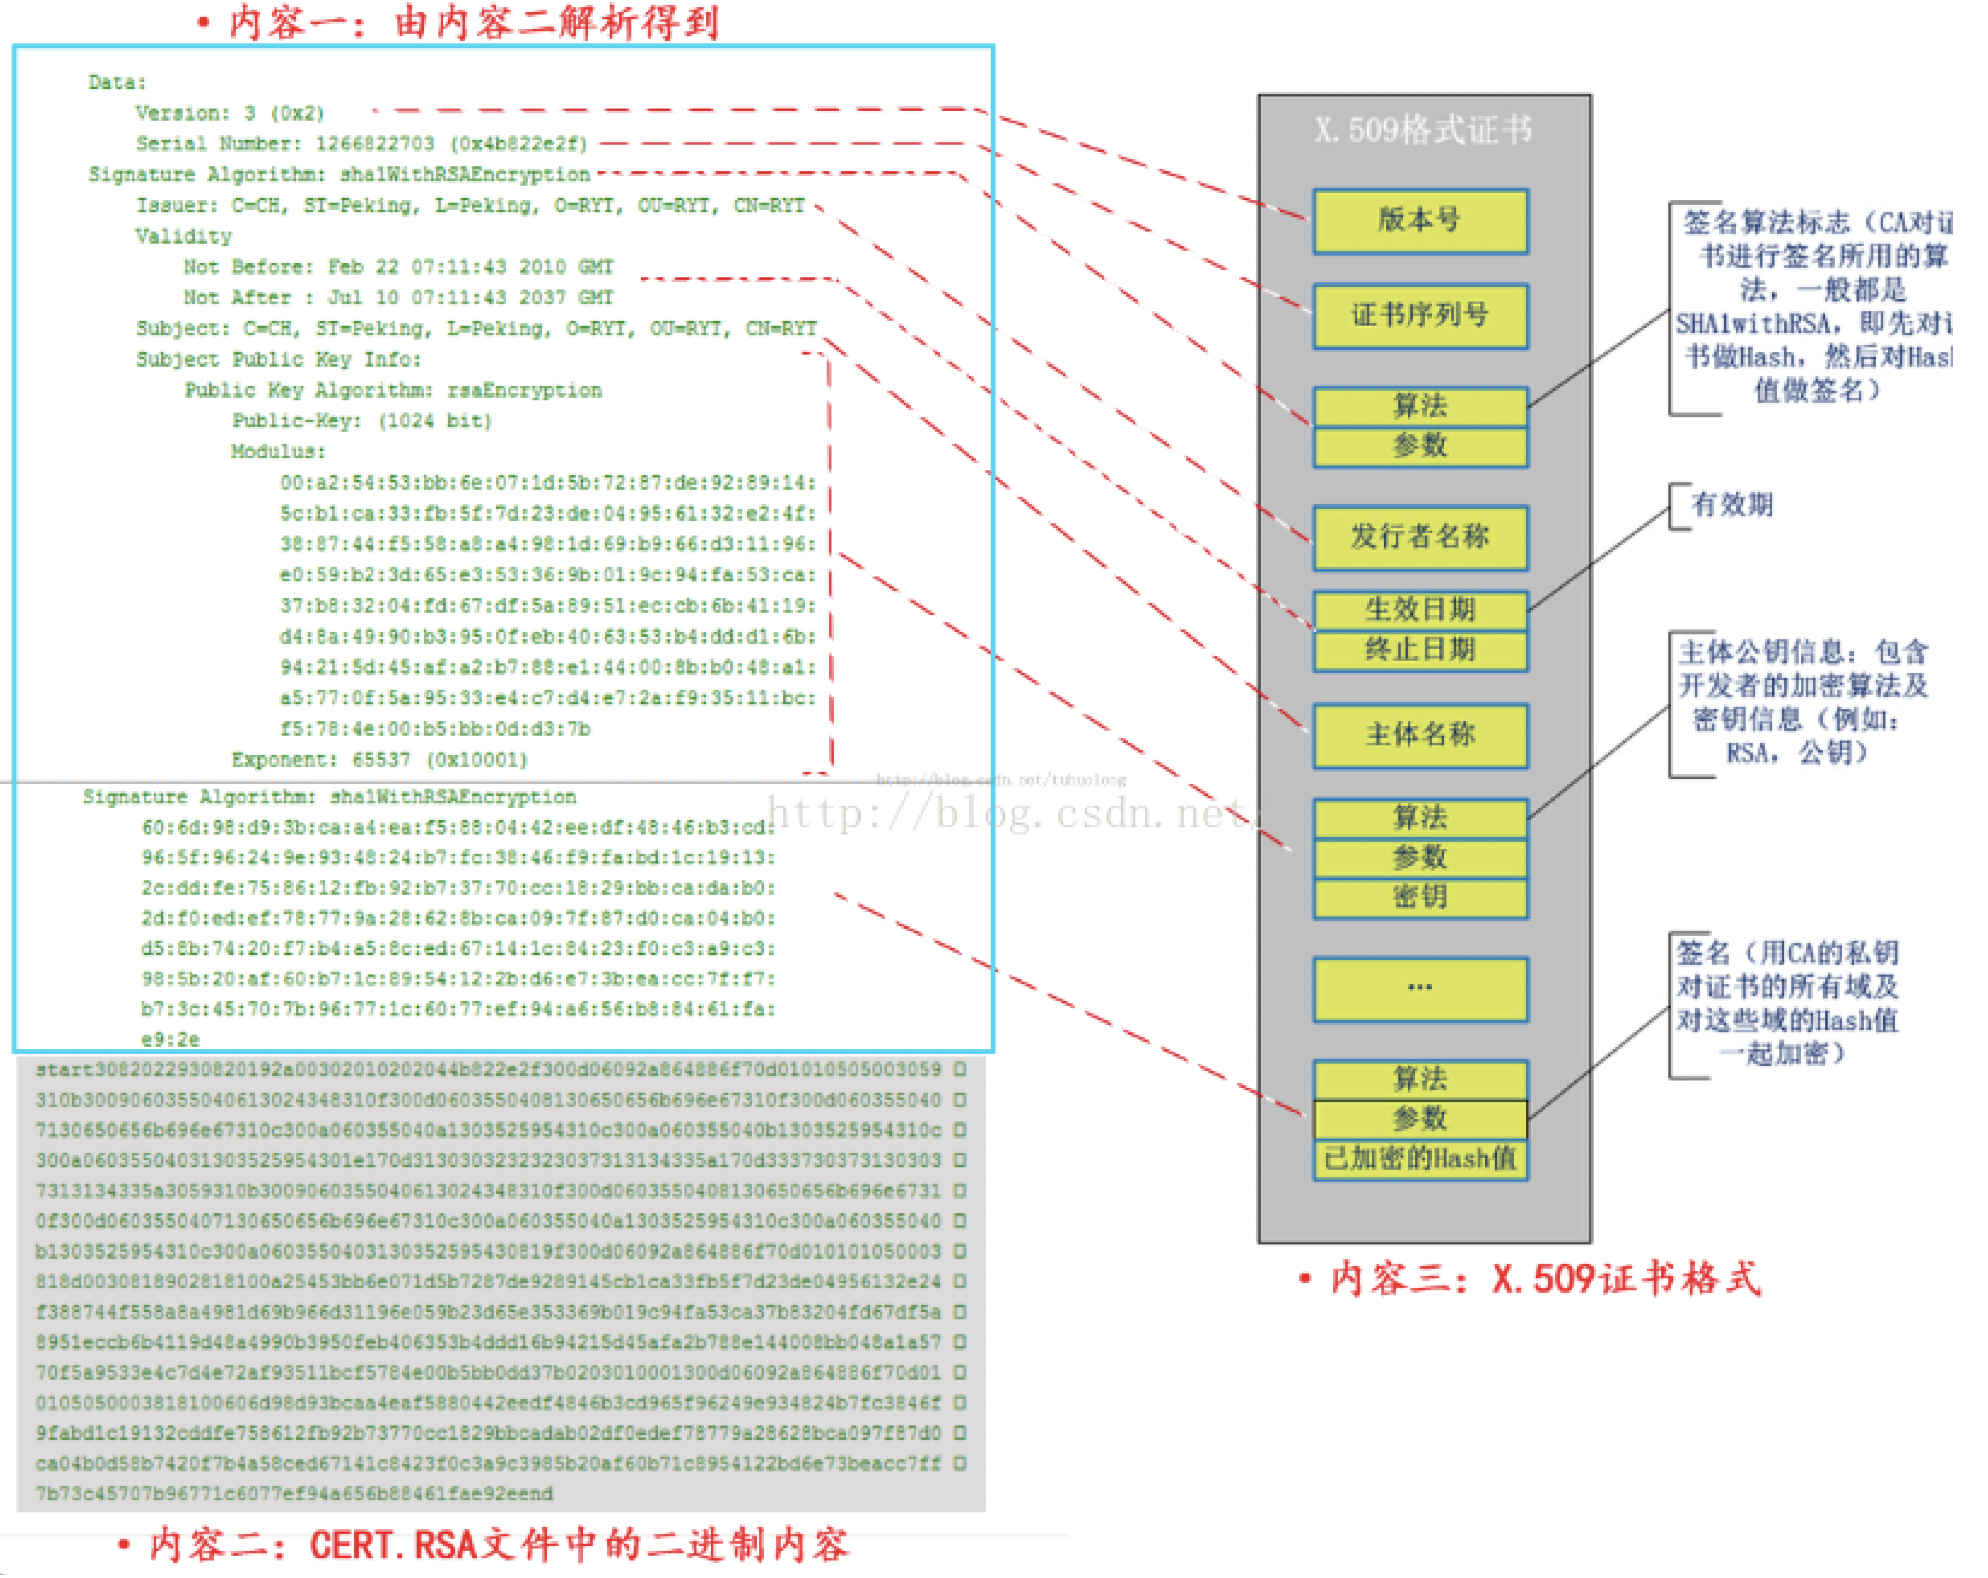 • 内容一：由内容二解析得到
Data:
Version: 3 (0x2)
Serial Number: 1266822703 (0x4b822e2f)
Signature Algorithm: sha1WithRSAEncryption
Issuer: C=CH, ST=Peking, L=Peking, O=RYT, OU=RYT, CN=RYT
Validity
Not Before: Feb 22 07:11:43 2010 GMT
Not After : Jul 10 07:11:43 2037 GMT
Subject: C=CH, ST=Peking, L=Peking, O=RYT, OU=RYT, CN=RYT
Subject Public Key Info:
Public Key Algorithm: rsaEncryption
Public-Key: (1024 bit)
Modulus:
00:a2:54:53:bb:6e:07:1d:5b:72:87:de:92:89:14:
5c:b1:ca:33:fb:5f:7d:23:de:04:95:61:32:e2:4f:
38:87:44:f5:58:a8:a4:98:1d:69:b9:66:d3:11:96:
e0:59:b2:3d:65:e3:53:36:9b:01:9c:94:fa:53:ca:
37:b8:32:04:fd:67:df:5a:89:51:ec:cb:6b:41:19:
d4:8a:49:90:b3:95:0f:eb:40:63:53:b4:dd:d1:6b:
94:21:5d:45:af:a2:b7:88:e1:44:00:8b:b0:48:a1:
a5:77:0f:5a:95:33:e4:c7:d4:e7:2a:f9:35:11:bc:
f5:78:4e:00:b5:bb:0d:d3:7b
Exponent: 65537 (0x10001)
http://blog.csdn.net/tuhuolong
http://blog.csdn.net/
Signature Algorithm: sha1WithRSAEncryption
60:6d:98:d9:3b:ca:a4:ea:f5:88:04:42:ee:df:48:46:b3:cd:
96:5f:96:24:9e:93:48:24:b7:fc:38:46:f9:fa:bd:1c:19:13:
2c:dd:fe:75:86:12:fb:92:b7:37:70:cc:18:29:bb:ca:da:b0:
2d:f0:ed:ef:78:77:9a:28:62:8b:ca:09:7f:87:d0:ca:04:b0:
d5:8b:74:20:f7:b4:a5:8c:ed:67:14:1c:84:23:f0:c3:a9:c3:
98:5b:20:af:60:b7:1c:89:54:12:2b:d6:e7:3b:ea:cc:7f:f7:
b7:3c:45:70:7b:96:77:1c:60:77:ef:94:a6:56:b8:84:61:fa:
e9:2e
start3082022930820192a00302010202044b822e2f300d06092a864886f70d01010505003059
310b300906035504061302434831 0f300d0603550408130650656b696e67310f300d060355040
7130650656b696e67310c300a060355040a1303525954310c300a060355040b1303525954310c
300a06035504031303525954301e170d3130303232323037313134335a170d333730373130303
7313134335a3059310b3009060355040613024348310f300d060355040813065 0656b696e6731
0f300d0603550407130650656b696e67310c300a060355040a1303525954310c300a060355040
b1303525954310c300a0603550403130352595430819f300d06092a864886f70d010101050003
818d0030818902818100a25453bb6e071d5b7287de9289145cb1ca33fb5f7d23de04956132e24
f388744f558a8a4981d69b966d31196e059b23d65e353369b019c94fa53ca37b83204fd67df5a
8951eccb6b4119d48a4990b3950feb406353b4ddd16b94215d45afa2b788e144008bb048a1a57
70f5a9533e4c7d4e72af93511bcf5784e00b5bb0dd37b0203010001300d06092a864886f70d01
0105050003818100606d98d93bcaa4eaf5880442eedf4846b3cd965f96249e934824b7fc3846f
9fabd1c19132cddfe758612fb92b73770cc1829bbcadab02df0edef78779a28628bca097f87d0
ca04b0d58b7420f7b4a58ced67141c8423f0c3a9c3985b20af60b71c8954122bd6e73beacc7ff
7b73c45707b96771c6077ef94a656b88461fae92eend
• 内容二：CERT.RSA文件中的二进制内容
X.509格式证书
版本号
证书序列号
算法
参数
发行者名称
生效日期
终止日期
主体名称
算法
参数
密钥
...
算法
参数
已加密的Hash值
• 内容三：X.509证书格式
签名算法标志（CA对证
书进行签名所用的算
法，一般都是
SHA1withRSA，即先对证
书做Hash，然后对Hash
值做签名）
有效期
主体公钥信息：包含
开发者的加密算法及
密钥信息（例如：
RSA，公钥）
签名（用CA的私钥
对证书的所有域及
对这些域的Hash值
一起加密）